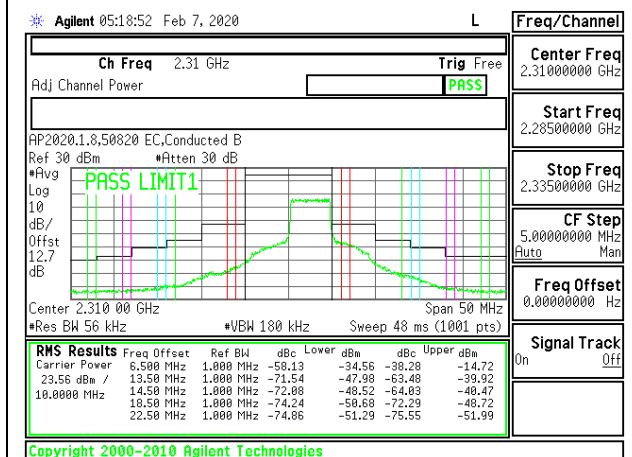 Agilent 05:18:52 Feb 7, 2020 L Freq/Channel
Ch Freq 2.31 GHz Trig Free
Adj Channel Power PASS
Center Freq
2.31000000 GHz
Start Freq
2.28500000 GHz
Stop Freq
2.33500000 GHz
CF Step
5.00000000 MHz
Auto Man
Freq Offset
0.00000000 Hz
Signal Track
On Off
AP2020.1.8,50820 EC,Conducted B
Ref 30 dBm #Atten 30 dB
#Avg
Log
10
dB/
Offst
12.7
dB
PASS LIMIT1
Center 2.310 00 GHz Span 50 MHz
#Res BW 56 kHz #VBW 180 kHz Sweep 48 ms (1001 pts)
RMS Results Freq Offset Ref BW dBc Lower dBm dBc Upper dBm
Carrier Power 6.500 MHz 1.000 MHz -58.13 -34.56 -38.28 -14.72
23.56 dBm / 13.50 MHz 1.000 MHz -71.54 -47.98 -63.48 -39.92
10.0000 MHz 14.50 MHz 1.000 MHz -72.08 -48.52 -64.03 -40.47
18.50 MHz 1.000 MHz -74.24 -50.68 -72.29 -48.72
22.50 MHz 1.000 MHz -74.86 -51.29 -75.55 -51.99
Copyright 2000-2010 Agilent Technologies